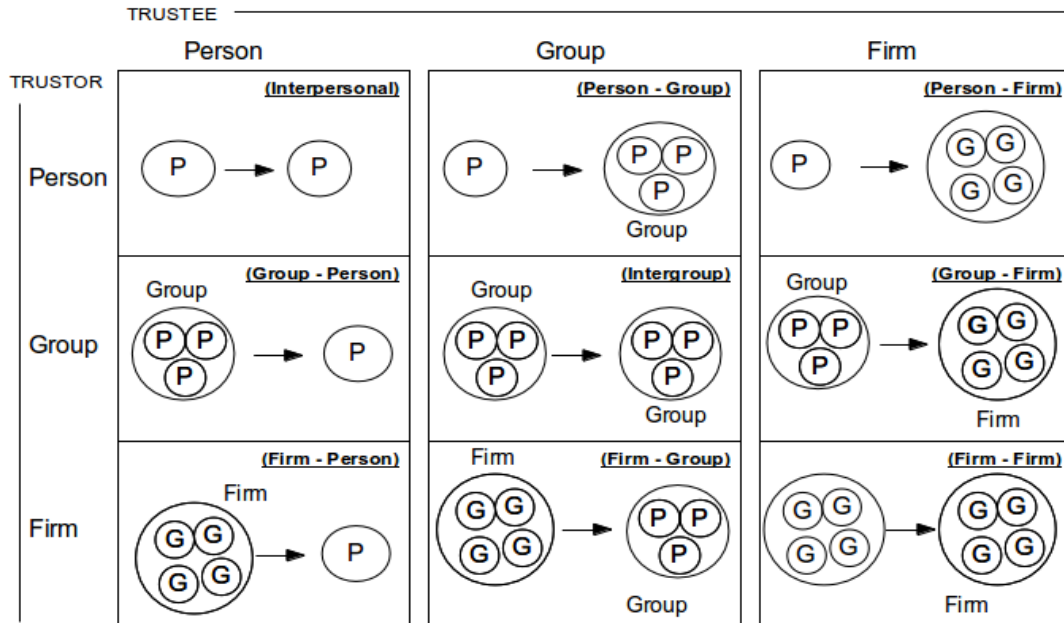 TRUSTEE
Person Group Firm
TRUSTOR
(Interpersonal) (Person - Group) (Person - Firm)
Person
P P P P P P P G G G G
Group
(Group - Person) (Intergroup) (Group - Firm)
Group Group Group
Group
P P P P P P P P P P P P P G G G G
Group Firm
(Firm - Person) (Firm - Group) (Firm - Firm)
Firm Firm
Firm
G G G G P G G G G P P P G G G G G G G G
Group Firm